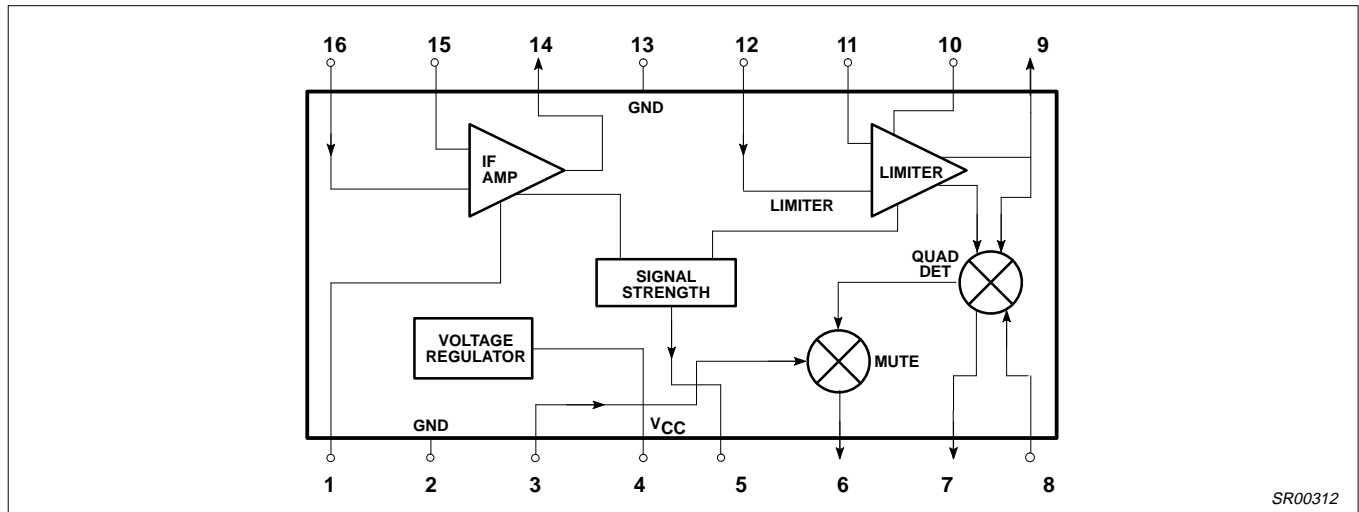 16 15 14 13 12 11 10 9
GND
IF
AMP
LIMITER
LIMITER
QUAD
DET
SIGNAL
STRENGTH
VOLTAGE
REGULATOR
MUTE
GND
VCC
1 2 3 4 5 6 7 8
SR00312